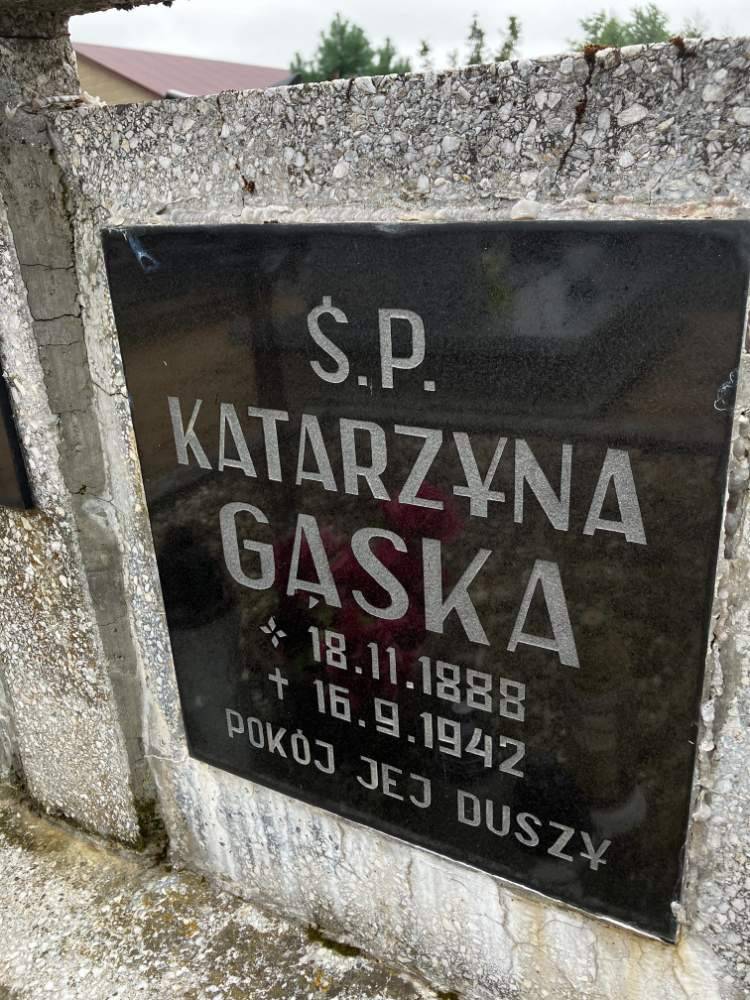 Ś.P.
KATARZYNA
GĄSKA
* 18.11.1888
† 16.9.1942
POKÓJ JEJ DUSZY